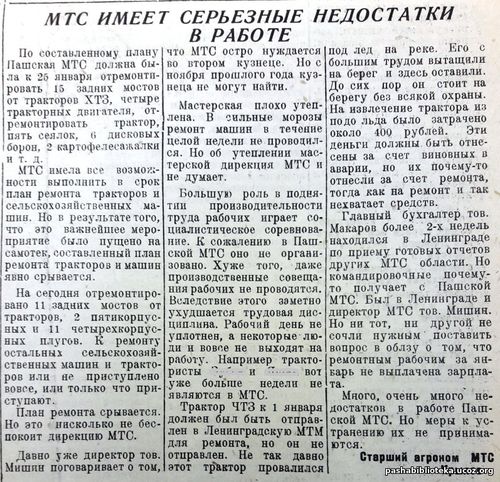 МТС ИМЕЕТ СЕРЬЕЗНЫЕ НЕДОСТАТКИ
В РАБОТЕ
По составленному плану
Пашская МТС должна бы-
ла к 25 января отремонти-
ровать 15 задних мостов
от тракторов ХТЗ, четыре
тракторных двигателя, от-
ремонтировать трактор,
пять сеялок, 6 дисковых
борон, 2 картофелесажалки
и т. д.
МТС имела все возмож-
ности выполнить в срок
план ремонта тракторов и
сельскохозяйственных ма-
шин. Но в результате того,
что это важнейшее меро-
приятие было пущено на
самотек, составленный план
ремонта тракторов и машин
явно срывается.
На сегодня отремонтиро-
вано 11 задних мостов от
тракторов, 2 пятикорпус-
ных и 11 четырехкорпус-
ных плугов. К ремонту
остальных сельскохозяй-
ственных машин и тракто-
ров или не приступлено
вовсе, или только что при-
ступают.
План ремонта срывается.
Но это нисколько не бес-
покоит дирекцию МТС.
Давно уже директор тов.
Мишин поговаривает о том,
что МТС остро нуждается
во втором кузнеце. Но с
ноября прошлого года куз-
неца не могут найти.
Мастерская плохо утеп-
лена. В сильные морозы
ремонт машин в течение
целой недели не проводил-
ся. Но об утеплении мас-
терской дирекция МТС и
не думает.
Большую роль в подня-
тии производительности
труда рабочих играет со-
циалистическое соревнова-
ние. К сожалению в Паш-
ской МТС оно не органи-
зовано. Хуже того, даже
производственные совеща-
ния рабочих не проводятся.
Вследствие этого заметно
ухудшается трудовая дис-
циплина. Рабочий день не
уплотнен, а некоторые лю-
ди и вовсе не выходят на
работу. Например тракто-
ристы и вот
уже больше недели не
являются в МТС.
Трактор ЧТЗ к 1 января
должен был быть отправ-
лен в Ленинградскую МТМ
для ремонта, но он не
отправлен. Не так давно
этот трактор провалился
под лед на реке. Его с
большим трудом вытащили
на берег и здесь оставили.
До сих пор он стоит на
берегу без всякой охраны.
На извлечение трактора из
под льда было затрачено
около 400 рублей. Эти
деньги должны быть отне-
сены за счет виновных в
аварии, но их почему-то
отнесли за счет ремонта,
тогда как на ремонт и так
нехватает средств.
Главный бухгалтер тов.
Макаров более 2-х недель
находился в Ленинграде
по приему готовых отчетов
других МТС области. Но
командировочные почему-
то получает с Пашской
МТС. Был в Ленинграде и
директор МТС тов. Мишин.
Но ни тот, ни другой не
сочли нужным поставить
вопрос в облзо о том, что
ремонтным рабочим за ян-
варь не выплачена зарпла-
та.
Много, очень много не-
достатков в работе Паш-
ской МТС. Но меры к ус-
транению их не принима-
ются.
Старший агроном МТС
pashabiblioteka.ucoz.org